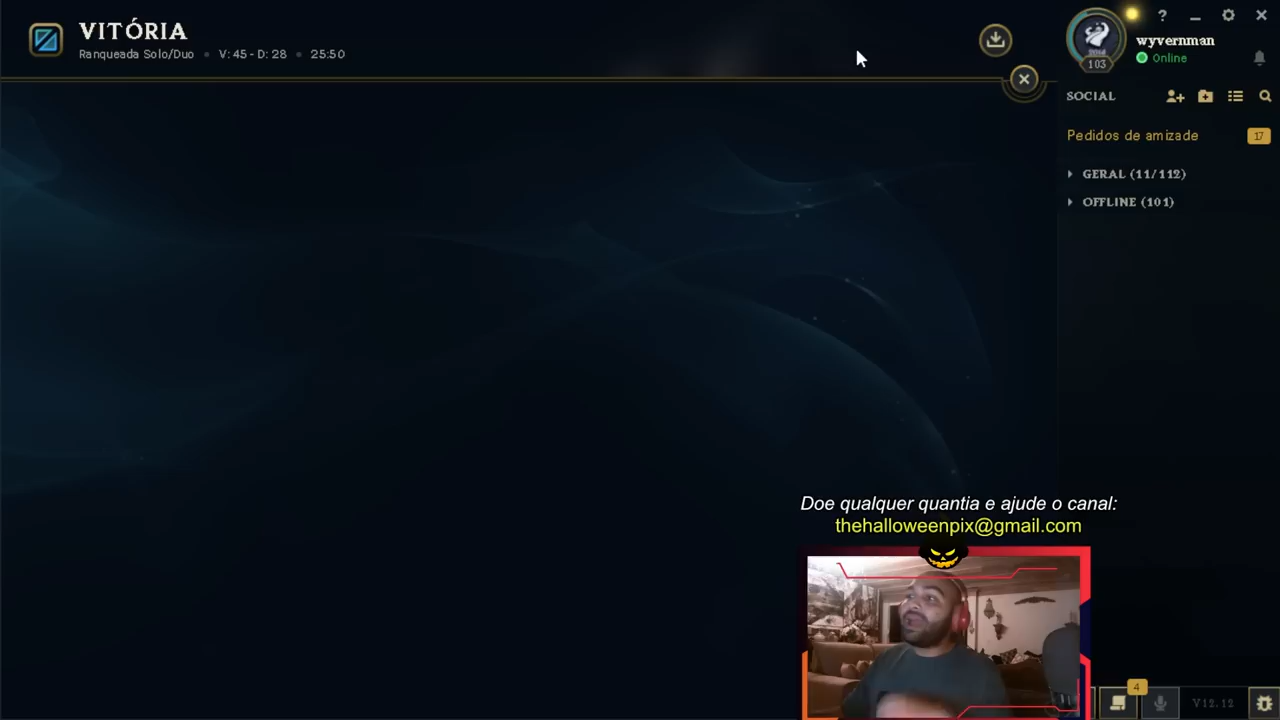 VITÓRIA
Ranqueada Solo/Duo • V: 45 - D: 28 • 25:50
wyvernman
103
Online
SOCIAL
Pedidos de amizade 17
GERAL (11/112)
OFFLINE (101)
Doe qualquer quantia e ajude o canal:
thehalloweenpix@gmail.com
4
V12.12